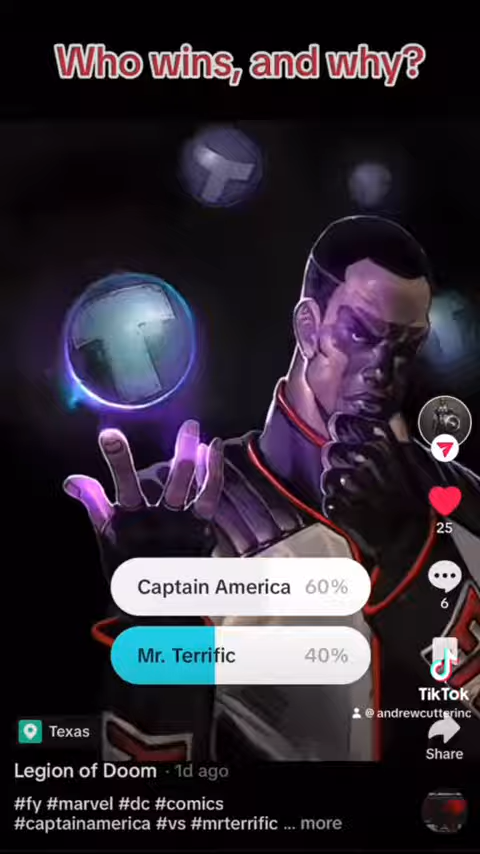 Who wins, and why?
T
T
Captain America 60%
Mr. Terrific 40%
25
6
TikTok
@andrewcutterinc
Share
Texas
Legion of Doom · 1d ago
#fy #marvel #dc #comics
#captainamerica #vs #mrterrific ... more